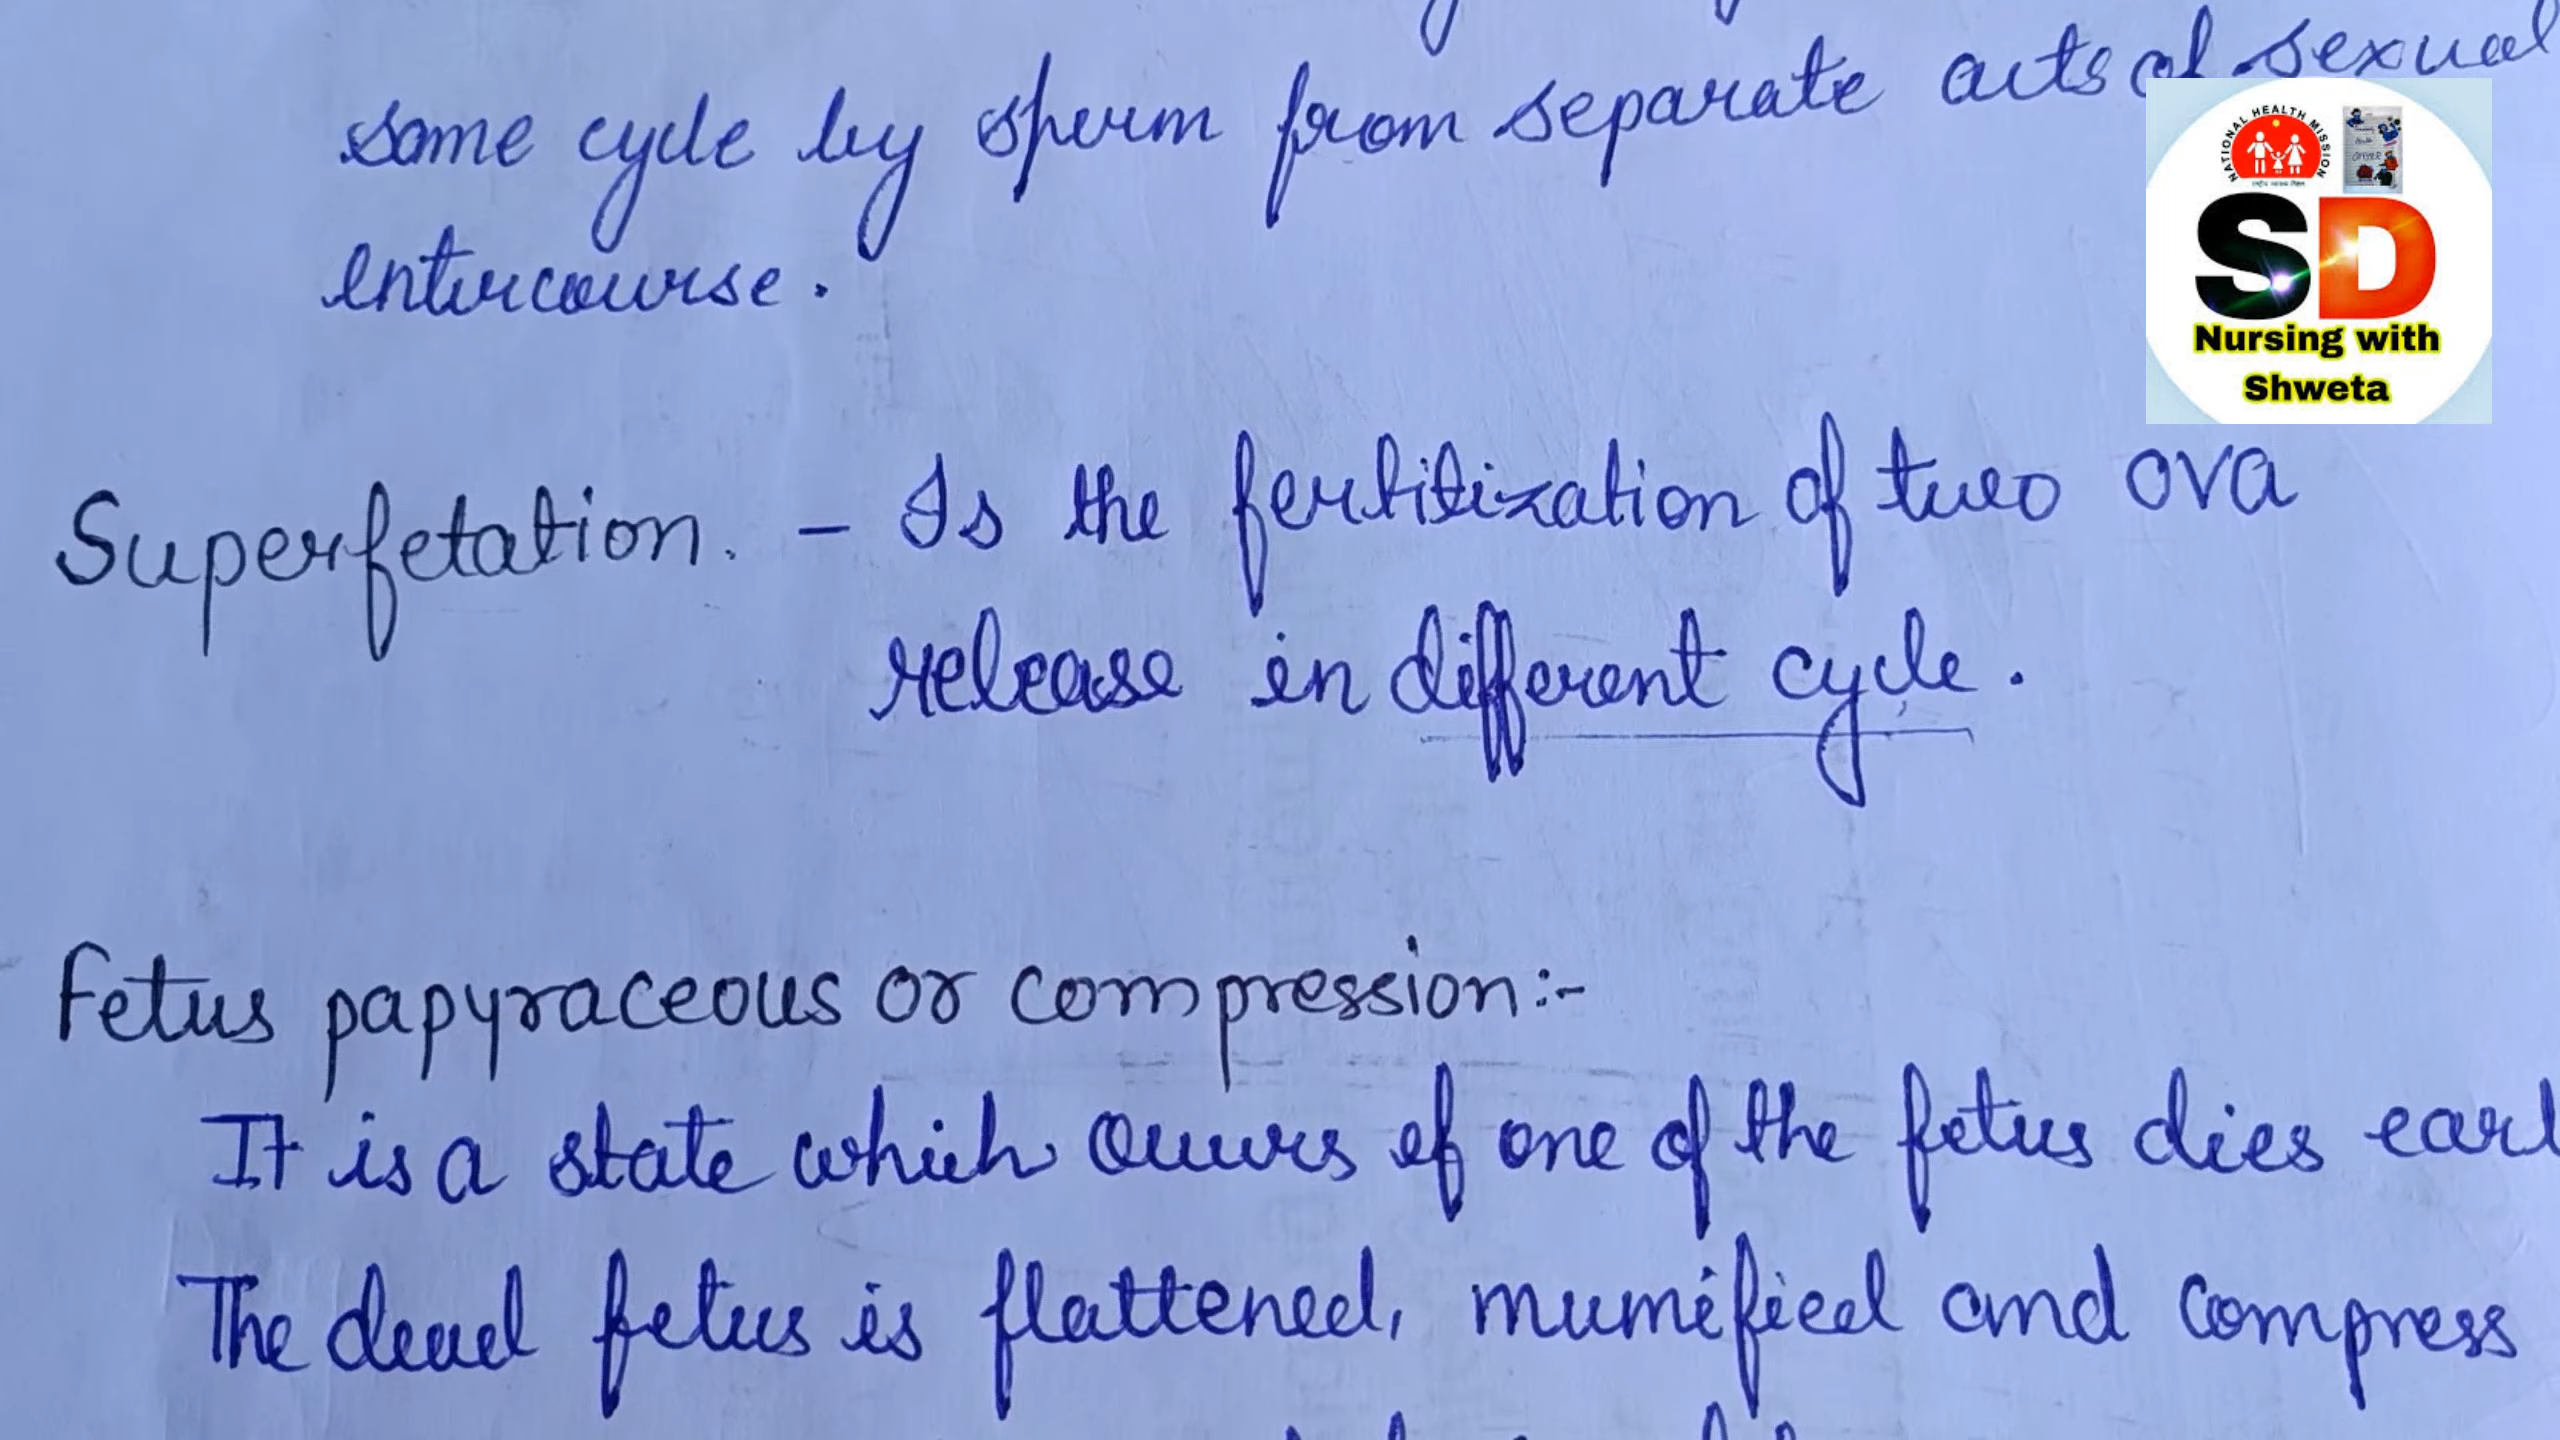 same cycle by sperm from separate acts of sexual
intercourse.
NATIONAL HEALTH MISSION
SD
Nursing with
Shweta
Superfetation. - Is the fertilization of two ova
release in different cycle.
Fetus papyraceous or compression:-
It is a state which occurs if one of the fetus dies earl
The dead fetus is flattened, mumified and compress